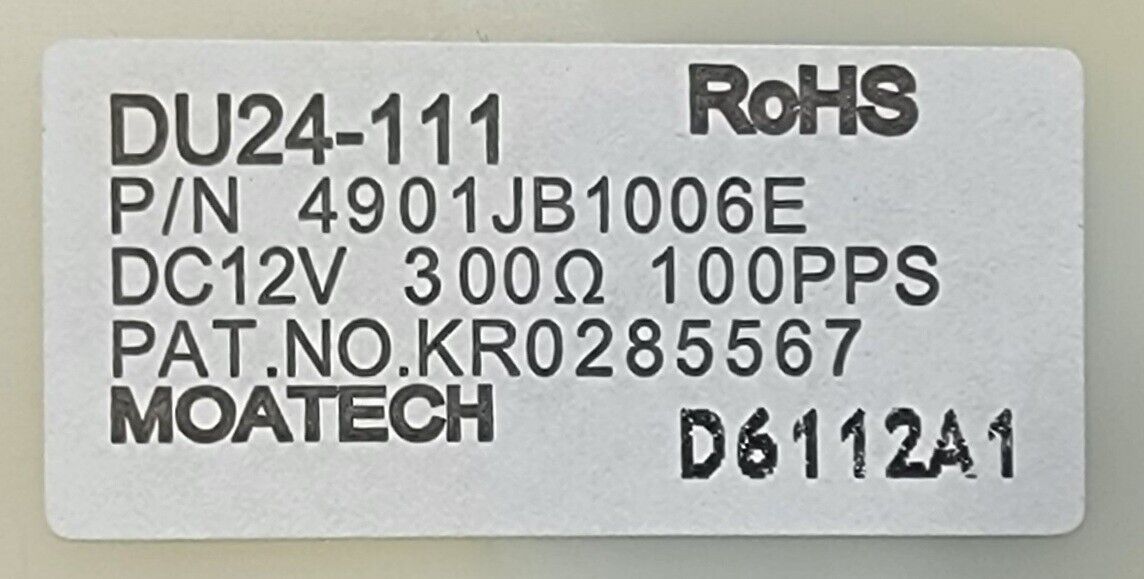 DU24-111 RoHS
P/N 4901JB1006E
DC12V 300Ω 100PPS
PAT.NO.KR0285567
MOATECH
D6112A1